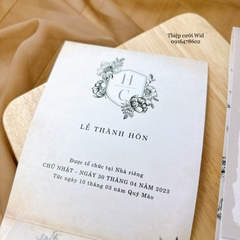 Thiệp cưới Wid
0916478602
H
C
LỄ THÀNH HÔN
Được tổ chức tại Nhà riêng
CHỦ NHẬT - NGÀY 30 THÁNG 04 NĂM 2023
Tức ngày 10 tháng 03 năm Quý Mão